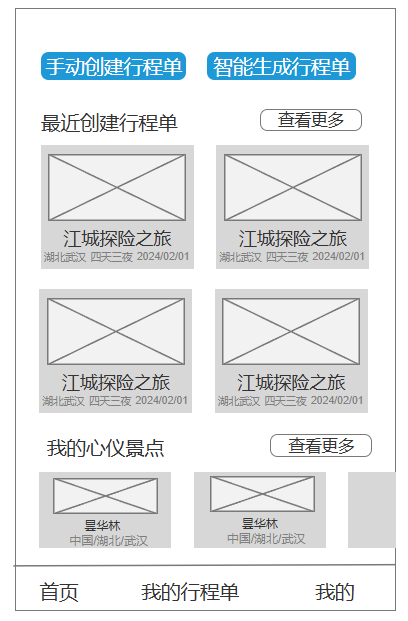 手动创建行程单 智能生成行程单
最近创建行程单 查看更多
江城探险之旅 江城探险之旅
湖北武汉 四天三夜 2024/02/01 湖北武汉 四天三夜 2024/02/01
江城探险之旅 江城探险之旅
湖北武汉 四天三夜 2024/02/01 湖北武汉 四天三夜 2024/02/01
我的心仪景点 查看更多
昙华林 昙华林
中国/湖北/武汉 中国/湖北/武汉
首页 我的行程单 我的